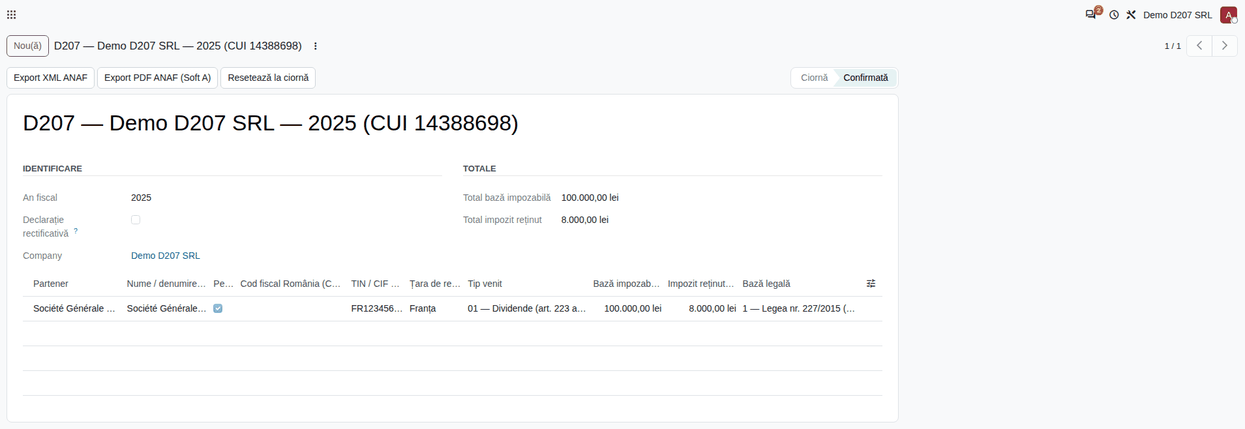 2
Demo D207 SRL
A
Nou(ă)
D207 — Demo D207 SRL — 2025 (CUI 14388698)
1 / 1
Export XML ANAF
Export PDF ANAF (Soft A)
Resetează la ciornă
Ciornă
Confirmată
D207 — Demo D207 SRL — 2025 (CUI 14388698)
IDENTIFICARE
An fiscal 2025
Declarație
rectificativă ?
Company Demo D207 SRL
TOTALE
Total bază impozabilă 100.000,00 lei
Total impozit reținut 8.000,00 lei
Partener Nume / denumire... Pe... Cod fiscal România (C... TIN / CIF ... Țara de re... Tip venit Bază impozab... Impozit reținut... Bază legală
Société Générale ... Société Générale... FR123456... Franța 01 — Dividende (art. 223 a... 100.000,00 lei 8.000,00 lei 1 — Legea nr. 227/2015 (...